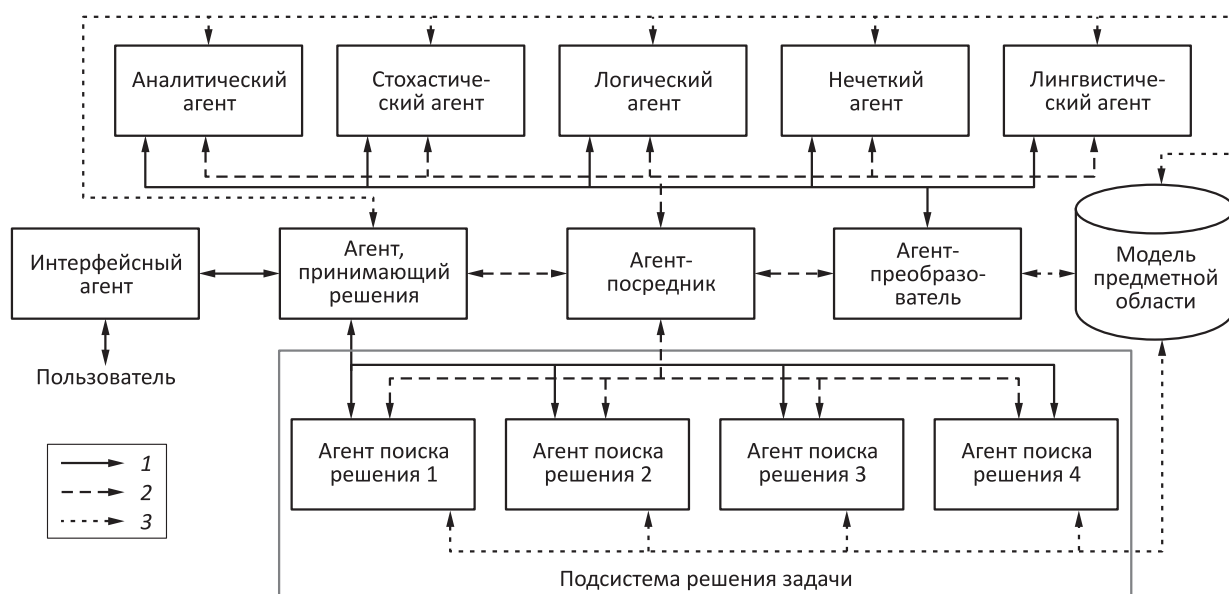 Аналитический
агент
Стохастиче-
ский агент
Логический
агент
Нечеткий
агент
Лингвистиче-
ский агент
Интерфейсный
агент
Агент,
принимающий
решения
Агент-
посредник
Агент-
преобразо-
ватель
Модель
предметной
области
Пользователь
Агент поиска
решения 1
Агент поиска
решения 2
Агент поиска
решения 3
Агент поиска
решения 4
1
2
3
Подсистема решения задачи